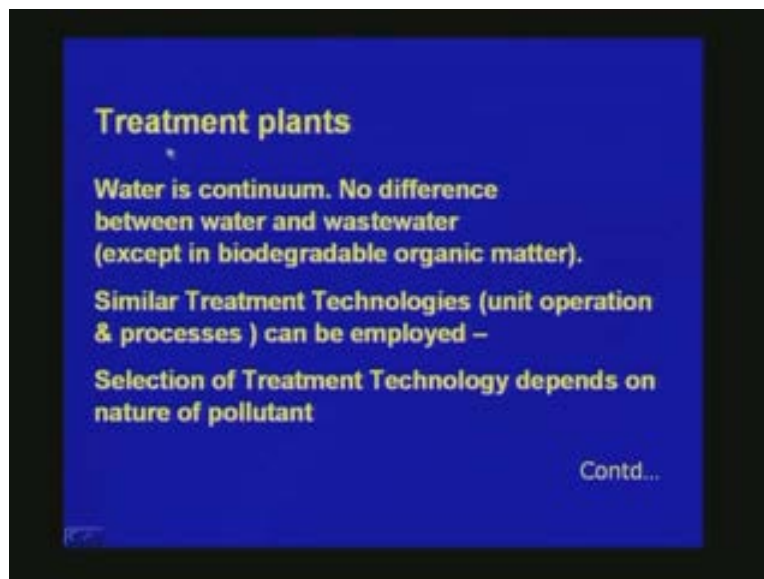 Treatment plants
Water is continuum. No difference
between water and wastewater
(except in biodegradable organic matter).
Similar Treatment Technologies (unit operation
& processes ) can be employed –
Selection of Treatment Technology depends on
nature of pollutant
Contd...